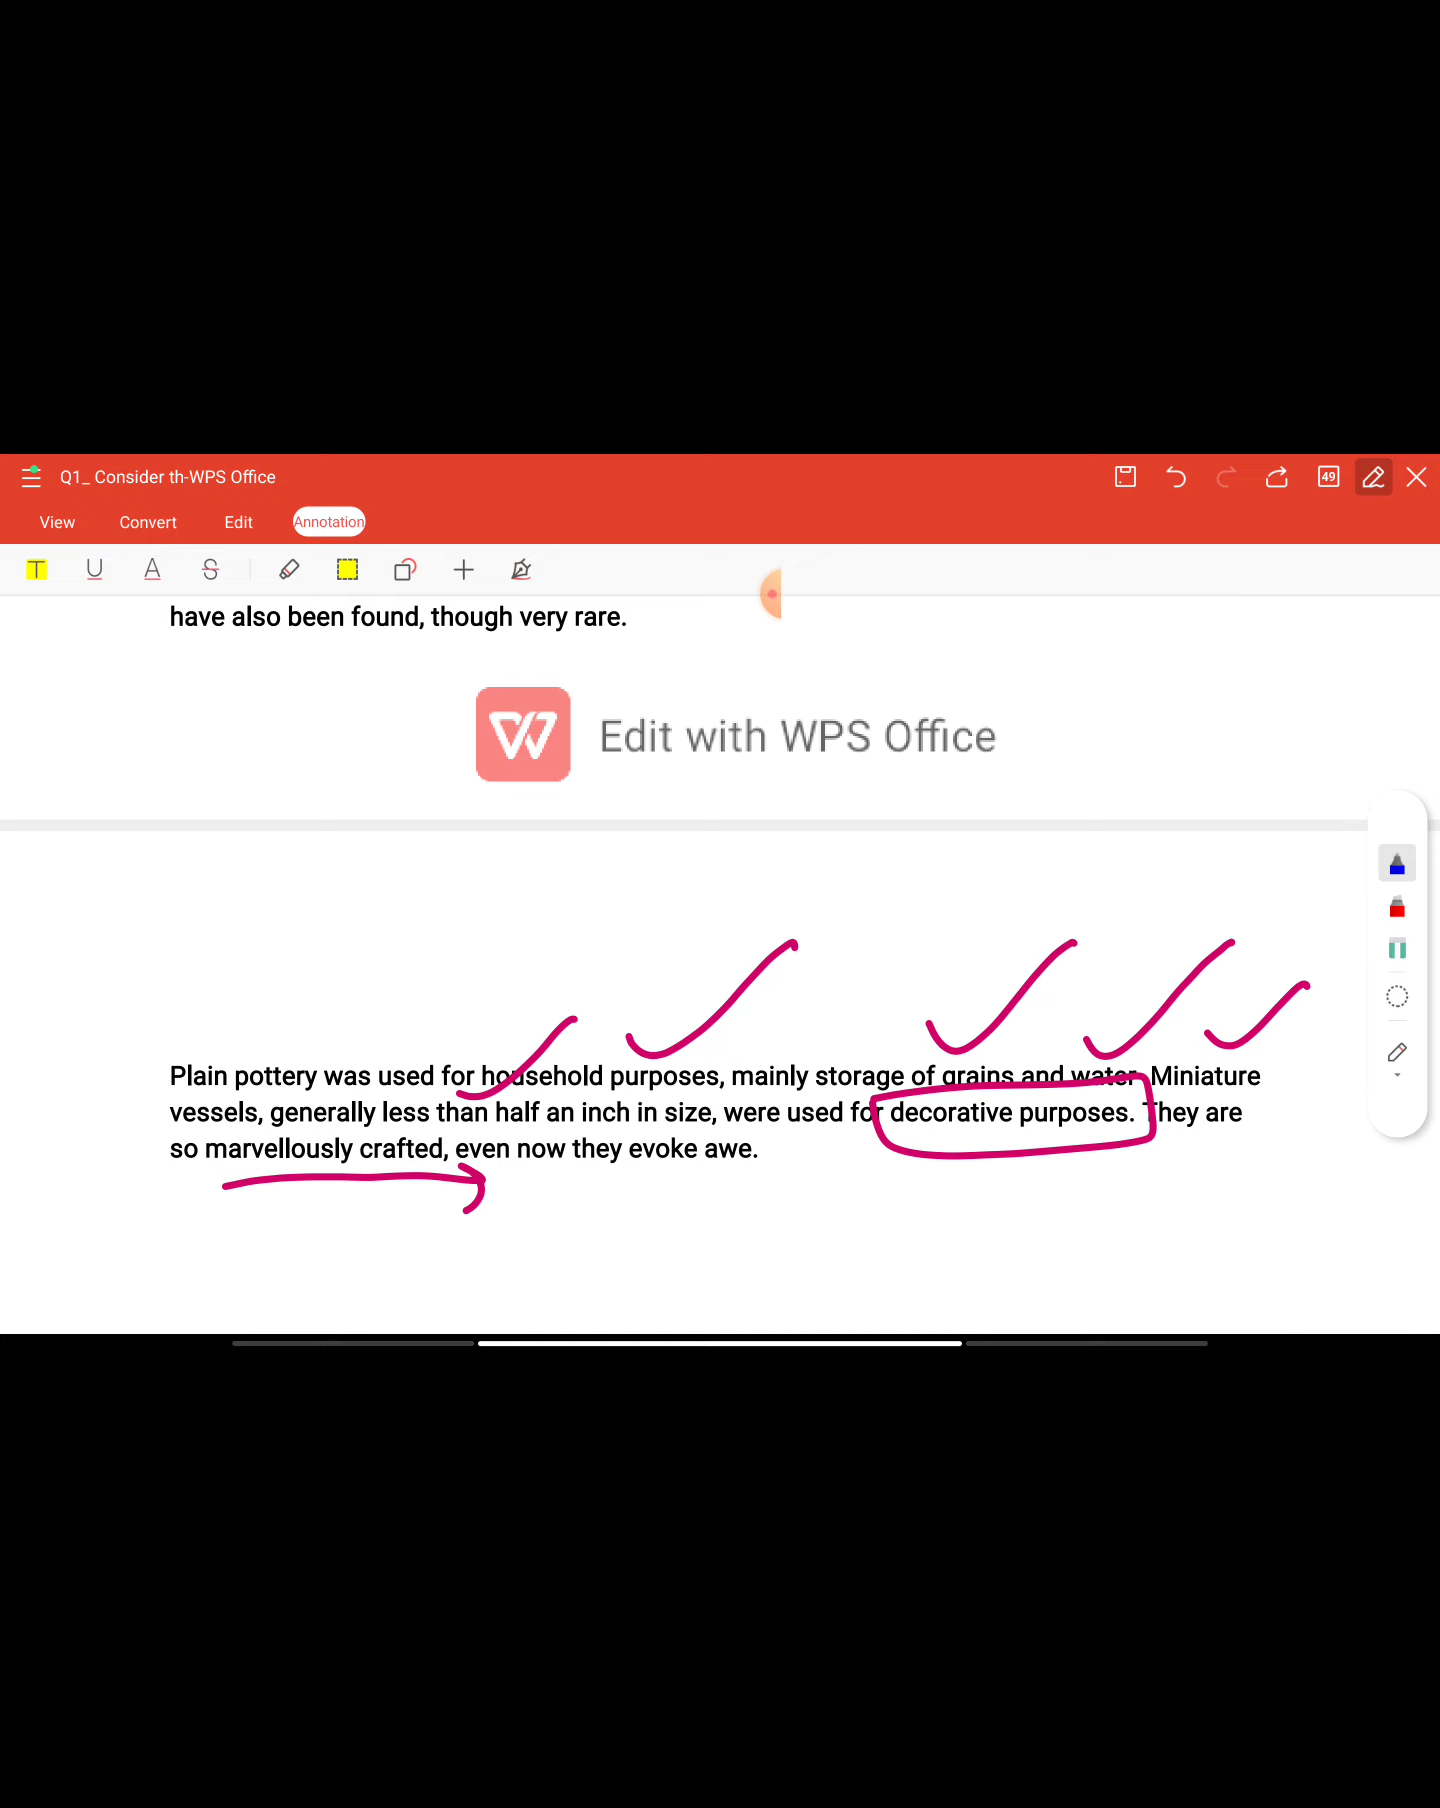 Q1_ Consider th-WPS Office
49
View Convert Edit Annotation
T U A S
have also been found, though very rare.
W Edit with WPS Office
Plain pottery was used for household purposes, mainly storage of grains and water. Miniature
vessels, generally less than half an inch in size, were used for decorative purposes. They are
so marvellously crafted, even now they evoke awe.